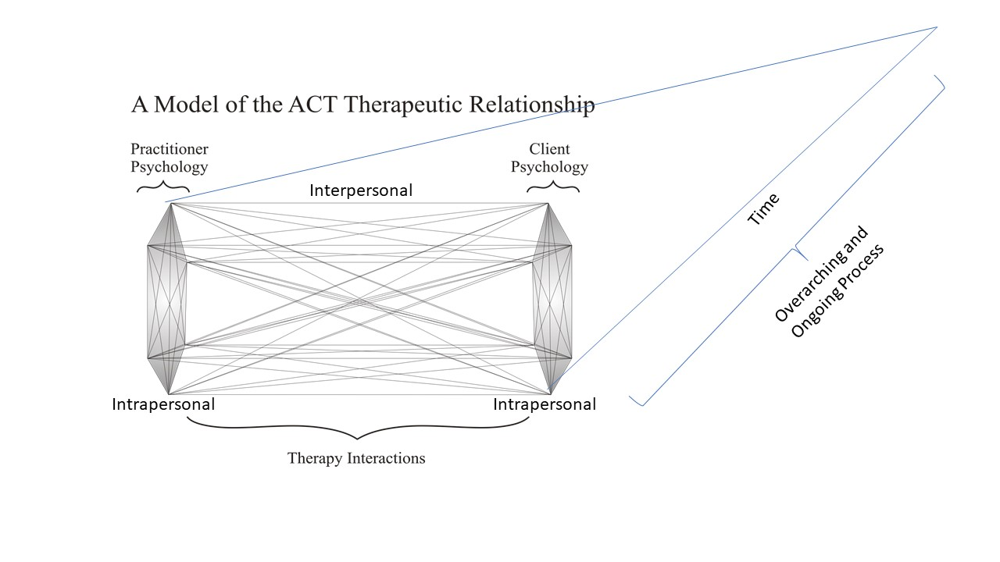 A Model of the ACT Therapeutic Relationship
Practitioner
Psychology
Client
Psychology
Interpersonal
Time
Overarching and
Ongoing Process
Intrapersonal
Intrapersonal
Therapy Interactions